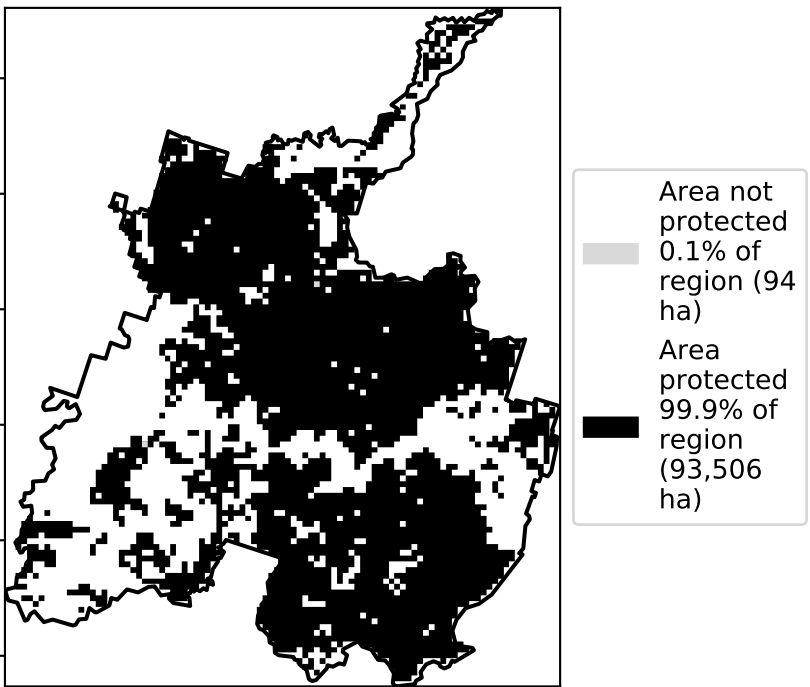 Area not
protected
0.1% of
region (94
ha)
Area
protected
99.9% of
region
(93,506
ha)